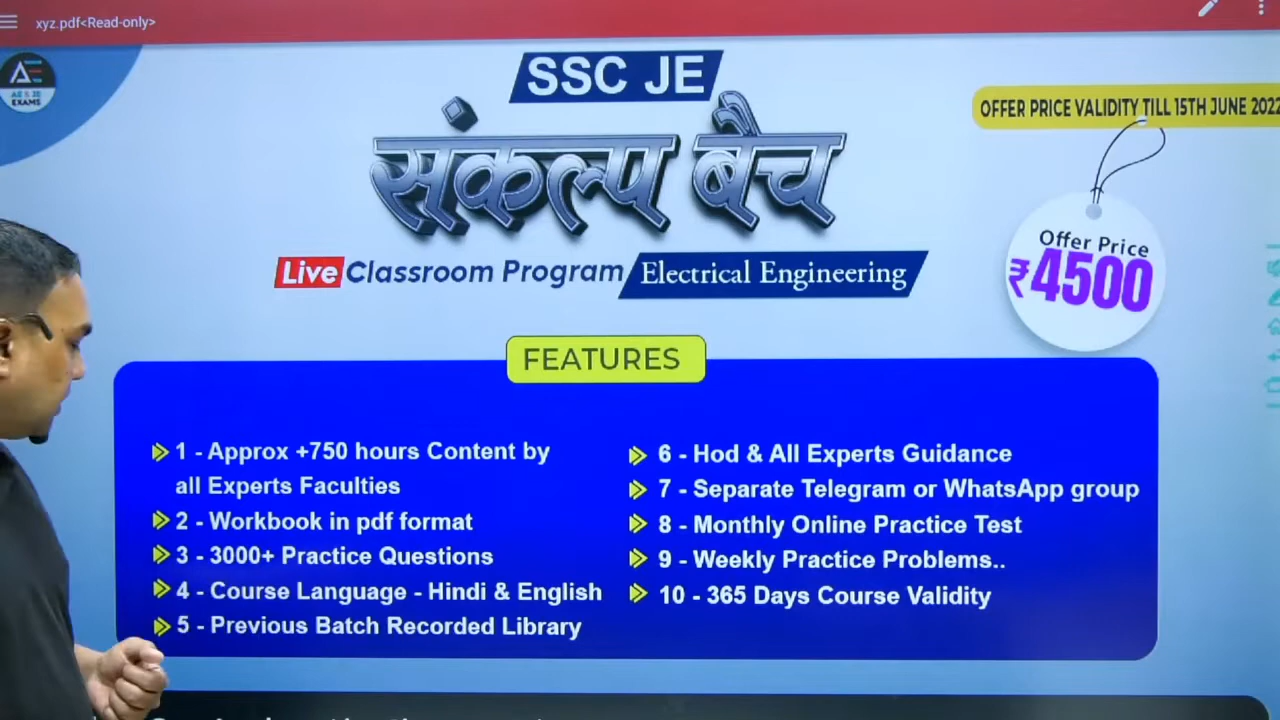 xyz.pdf<Read-only>
AE
AE & JE
EXAMS
SSC JE
संकल्प बैच
OFFER PRICE VALIDITY TILL 15TH JUNE 2022
Live Classroom Program Electrical Engineering
Offer Price
₹4500
FEATURES
1 - Approx +750 hours Content by
all Experts Faculties
2 - Workbook in pdf format
3 - 3000+ Practice Questions
4 - Course Language - Hindi & English
5 - Previous Batch Recorded Library
6 - Hod & All Experts Guidance
7 - Separate Telegram or WhatsApp group
8 - Monthly Online Practice Test
9 - Weekly Practice Problems..
10 - 365 Days Course Validity